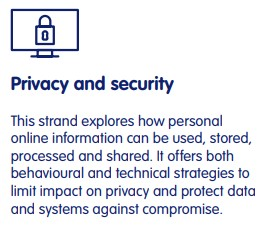 Privacy and security
This strand explores how personal
online information can be used, stored,
processed and shared. It offers both
behavioural and technical strategies to
limit impact on privacy and protect data
and systems against compromise.